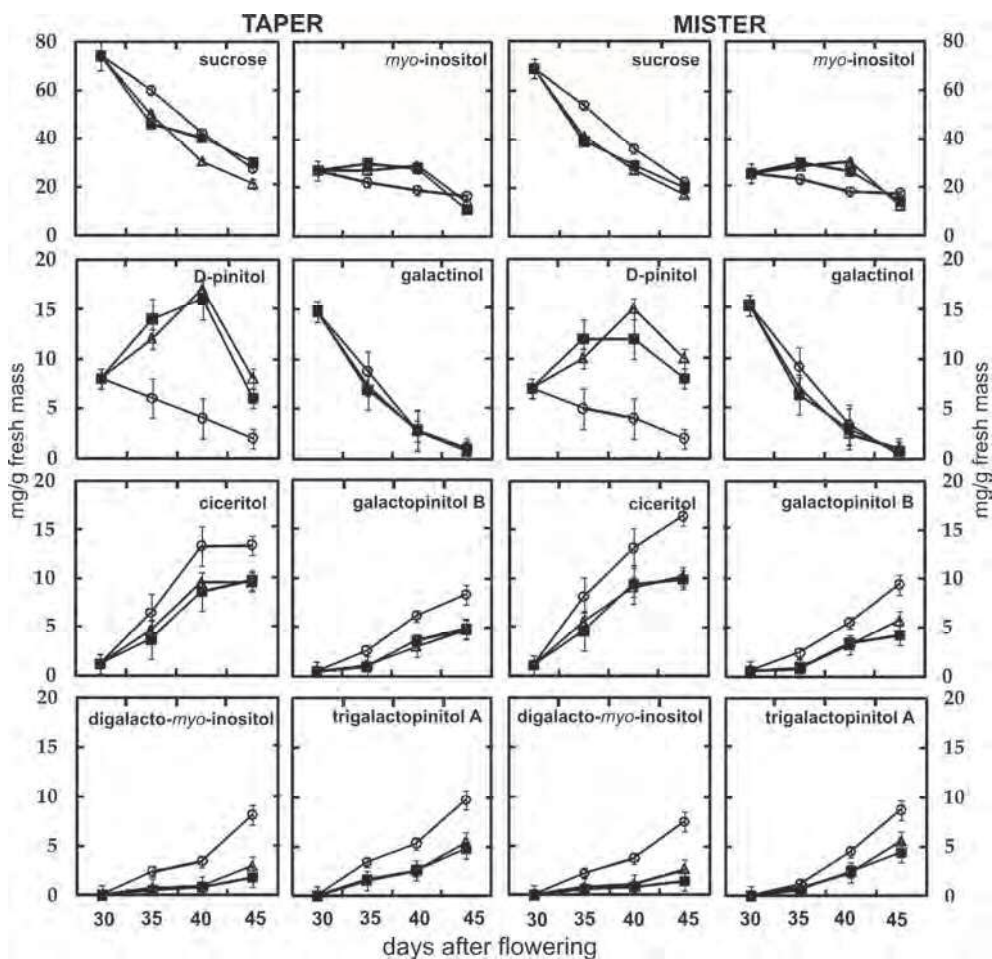 TAPER MISTER
80 sucrose myo-inositol sucrose myo-inositol 80
60 60
40 40
20 20
0 0
20 D-pinitol galactinol D-pinitol galactinol 20
15 15
10 10
5 5
0 0
20 ciceritol galactopinitol B ciceritol galactopinitol B 20
15 15
10 10
5 5
0 0
20 digalacto-myo-inositol trigalactopinitol A digalacto-myo-inositol trigalactopinitol A 20
15 15
10 10
5 5
0 0
30 35 40 45 30 35 40 45 30 35 40 45 30 35 40 45
days after flowering
mg/g fresh mass
mg/g fresh mass